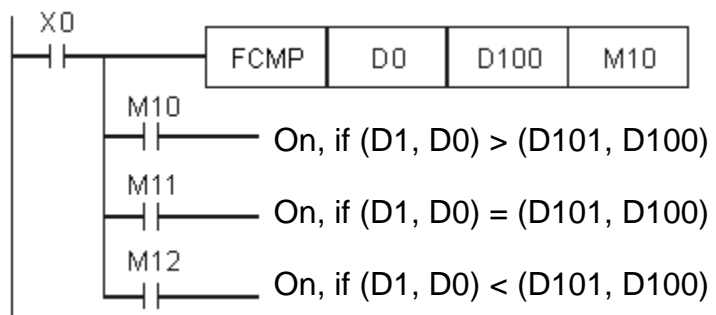 X0
FCMP D0 D100 M10
M10
On, if (D1, D0) > (D101, D100)
M11
On, if (D1, D0) = (D101, D100)
M12
On, if (D1, D0) < (D101, D100)